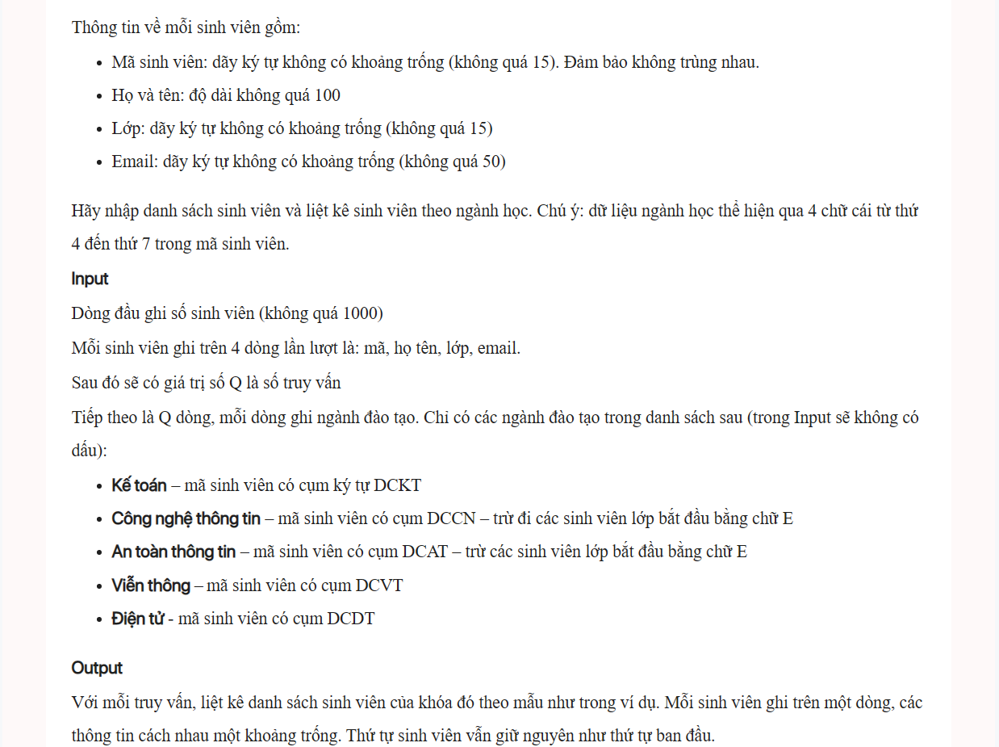 Thông tin về mỗi sinh viên gồm:
• Mã sinh viên: dãy ký tự không có khoảng trống (không quá 15). Đảm bảo không trùng nhau.
• Họ và tên: độ dài không quá 100
• Lớp: dãy ký tự không có khoảng trống (không quá 15)
• Email: dãy ký tự không có khoảng trống (không quá 50)
Hãy nhập danh sách sinh viên và liệt kê sinh viên theo ngành học. Chú ý: dữ liệu ngành học thể hiện qua 4 chữ cái từ thứ
4 đến thứ 7 trong mã sinh viên.
Input
Dòng đầu ghi số sinh viên (không quá 1000)
Mỗi sinh viên ghi trên 4 dòng lần lượt là: mã, họ tên, lớp, email.
Sau đó sẽ có giá trị số Q là số truy vấn
Tiếp theo là Q dòng, mỗi dòng ghi ngành đào tạo. Chỉ có các ngành đào tạo trong danh sách sau (trong Input sẽ không có
dấu):
• Kế toán – mã sinh viên có cụm ký tự DCKT
• Công nghệ thông tin – mã sinh viên có cụm DCCN – trừ đi các sinh viên lớp bắt đầu bằng chữ E
• An toàn thông tin – mã sinh viên có cụm DCAT – trừ các sinh viên lớp bắt đầu bằng chữ E
• Viễn thông – mã sinh viên có cụm DCVT
• Điện tử - mã sinh viên có cụm DCDT
Output
Với mỗi truy vấn, liệt kê danh sách sinh viên của khóa đó theo mẫu như trong ví dụ. Mỗi sinh viên ghi trên một dòng, các
thông tin cách nhau một khoảng trống. Thứ tự sinh viên vẫn giữ nguyên như thứ tự ban đầu.